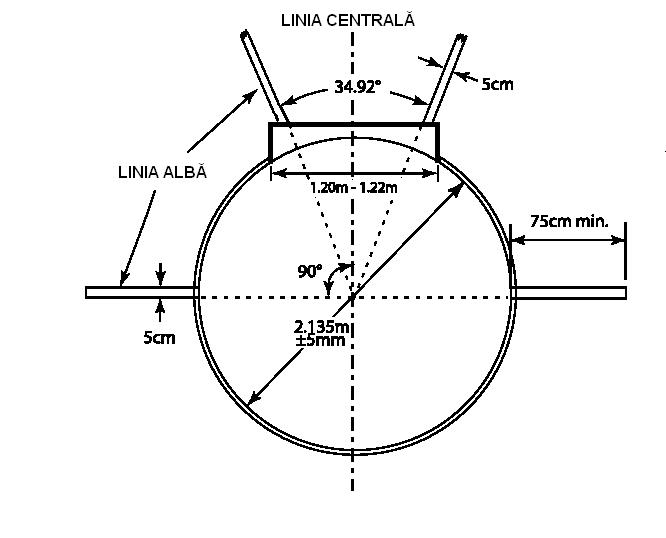 LINIA CENTRALĂ
34.92°
5cm
LINIA ALBĂ
1.20m - 1.22m
75cm min.
90°
2.135m
±5mm
5cm